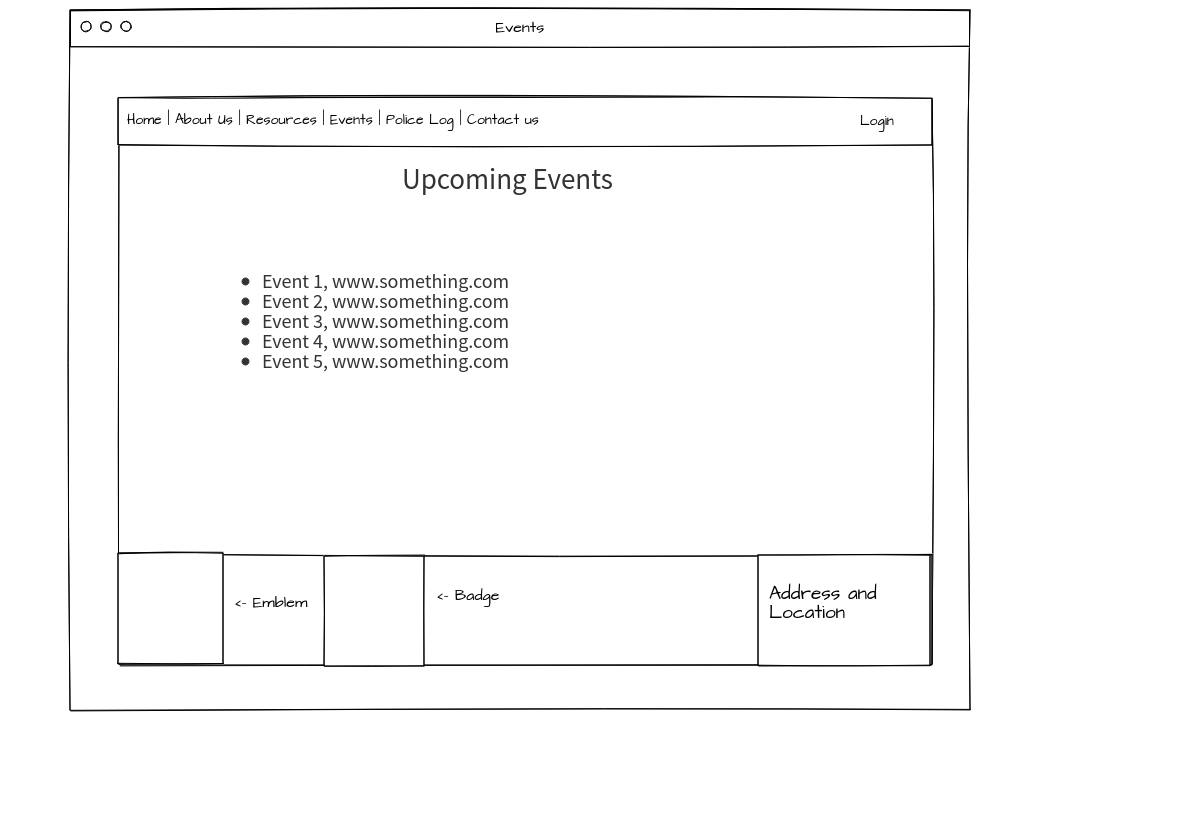 Events
Home | About Us | Resources | Events | Police Log | Contact us
Login
Upcoming Events
Event 1, www.something.com
Event 2, www.something.com
Event 3, www.something.com
Event 4, www.something.com
Event 5, www.something.com
<- Emblem
<- Badge
Address and
Location